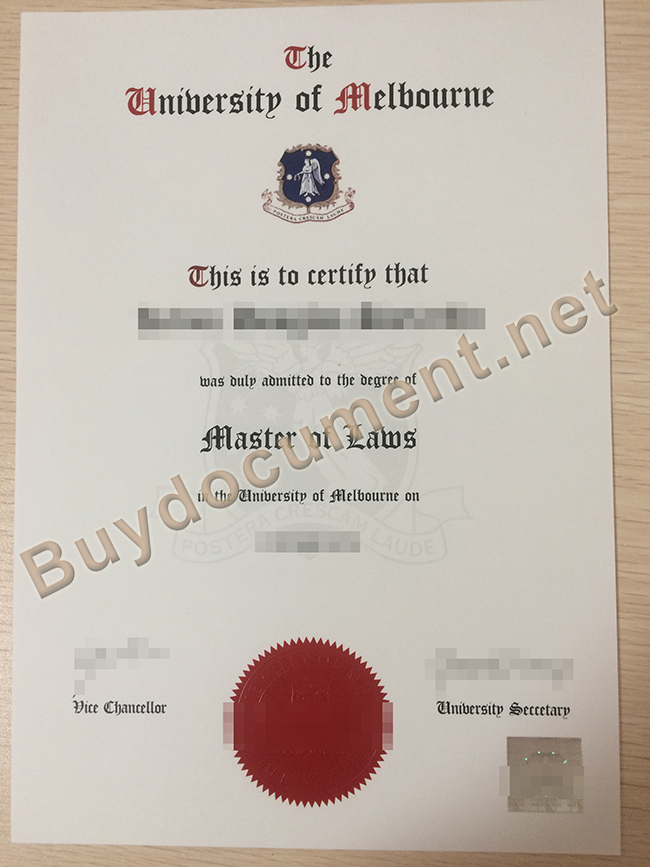 The
University of Melbourne
POSTERA CRESCAM LAUDE
This is to certify that
was duly admitted to the degree of
Master of Laws
in the University of Melbourne on
POSTERA CRESCAM LAUDE
Buydocument.net
Vice Chancellor
University Seccetary